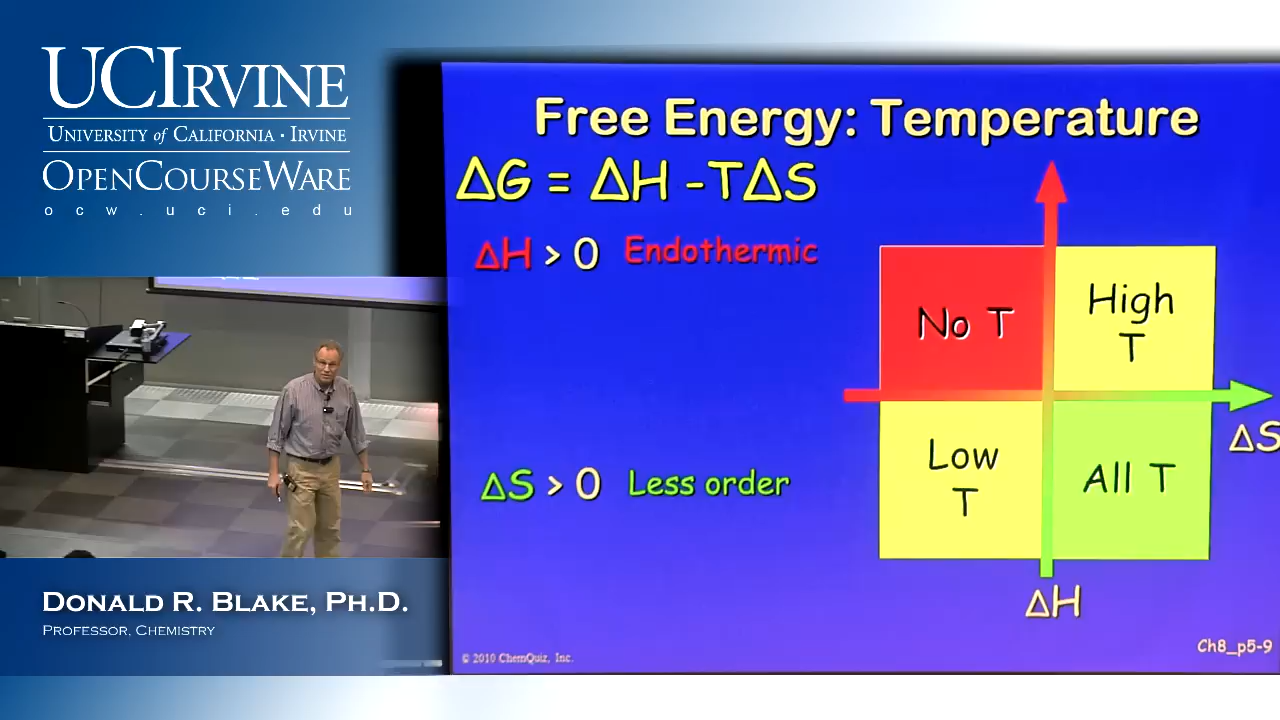 UCIRVINE
UNIVERSITY of CALIFORNIA · IRVINE
OPENCOURSEWARE
ocw.uci.edu
DONALD R. BLAKE, PH.D.
PROFESSOR, CHEMISTRY
Free Energy: Temperature
ΔG = ΔH -TΔS
ΔH > 0 Endothermic
No T
High
T
ΔS
Low
T
All T
ΔS > 0 Less order
ΔH
Ch8_p5-9
© 2010 ChemQuiz, Inc.